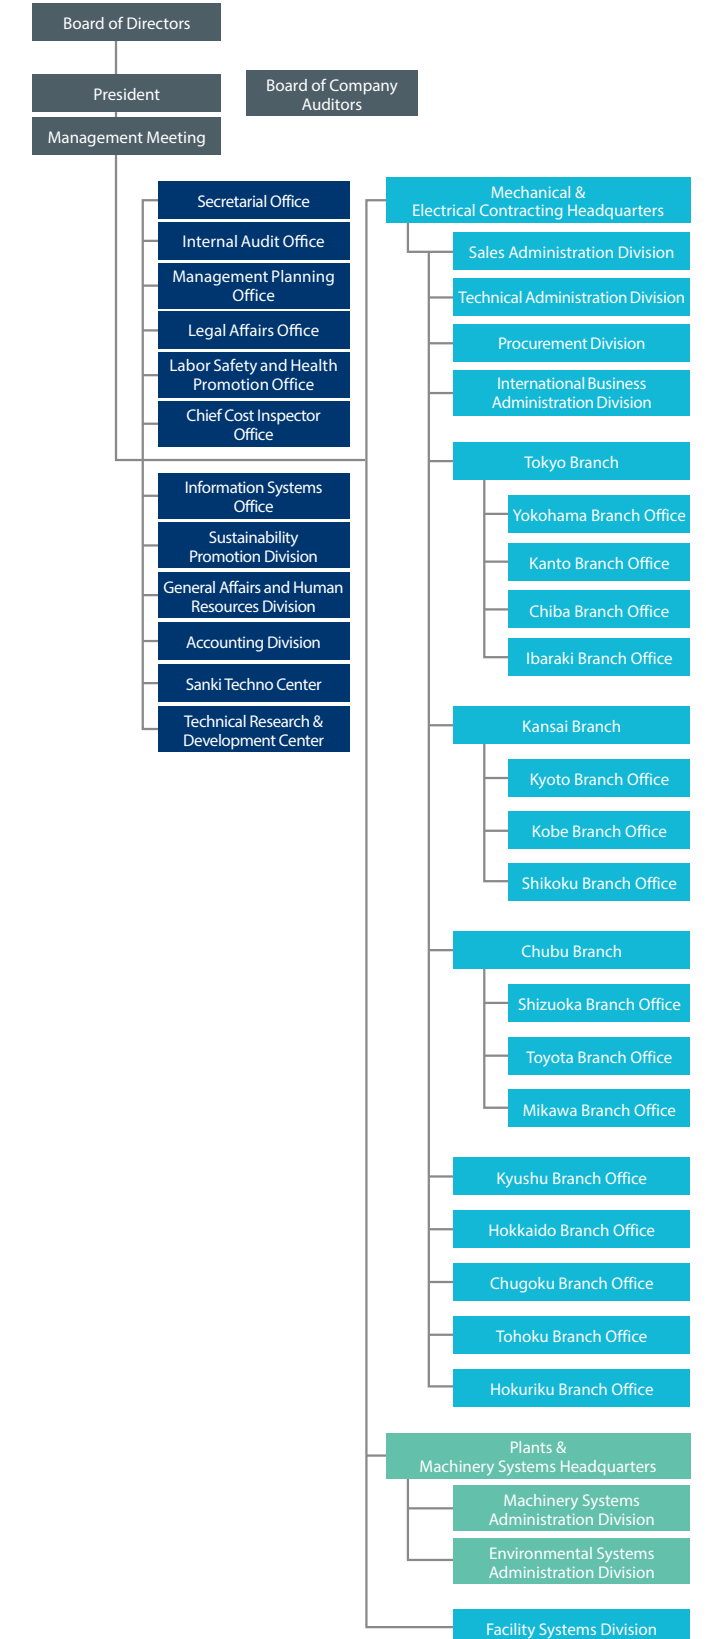 Board of Directors
President
Board of Company
Auditors
Management Meeting
Secretarial Office
Internal Audit Office
Management Planning
Office
Legal Affairs Office
Labor Safety and Health
Promotion Office
Chief Cost Inspector
Office
Information Systems
Office
Sustainability
Promotion Division
General Affairs and Human
Resources Division
Accounting Division
Sanki Techno Center
Technical Research &
Development Center
Mechanical &
Electrical Contracting Headquarters
Sales Administration Division
Technical Administration Division
Procurement Division
International Business
Administration Division
Tokyo Branch
Yokohama Branch Office
Kanto Branch Office
Chiba Branch Office
Ibaraki Branch Office
Kansai Branch
Kyoto Branch Office
Kobe Branch Office
Shikoku Branch Office
Chubu Branch
Shizuoka Branch Office
Toyota Branch Office
Mikawa Branch Office
Kyushu Branch Office
Hokkaido Branch Office
Chugoku Branch Office
Tohoku Branch Office
Hokuriku Branch Office
Plants &
Machinery Systems Headquarters
Machinery Systems
Administration Division
Environmental Systems
Administration Division
Facility Systems Division